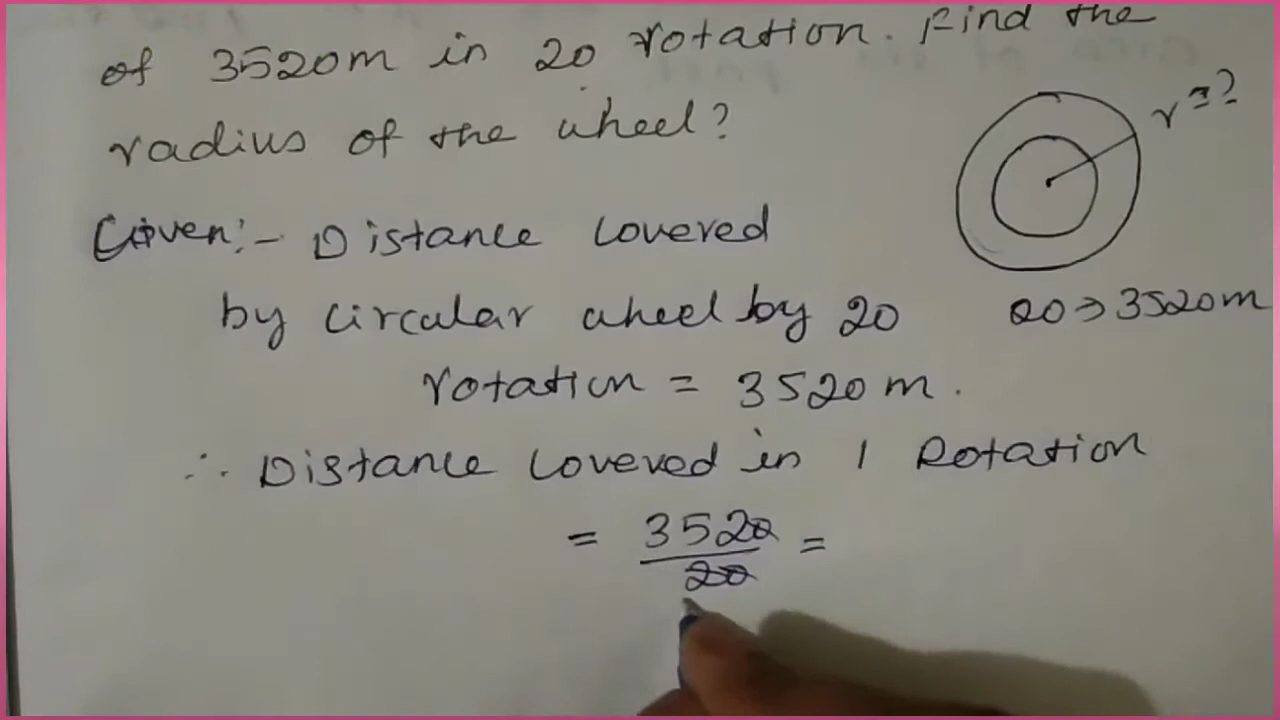 of 3520m in 20 rotation. Find the
radius of the wheel?
r = ?
Given:- Distance covered
by circular wheel by 20
20 → 3520m
rotation = 3520 m.
∴ Distance covered in 1 Rotation
= 3520/20 =